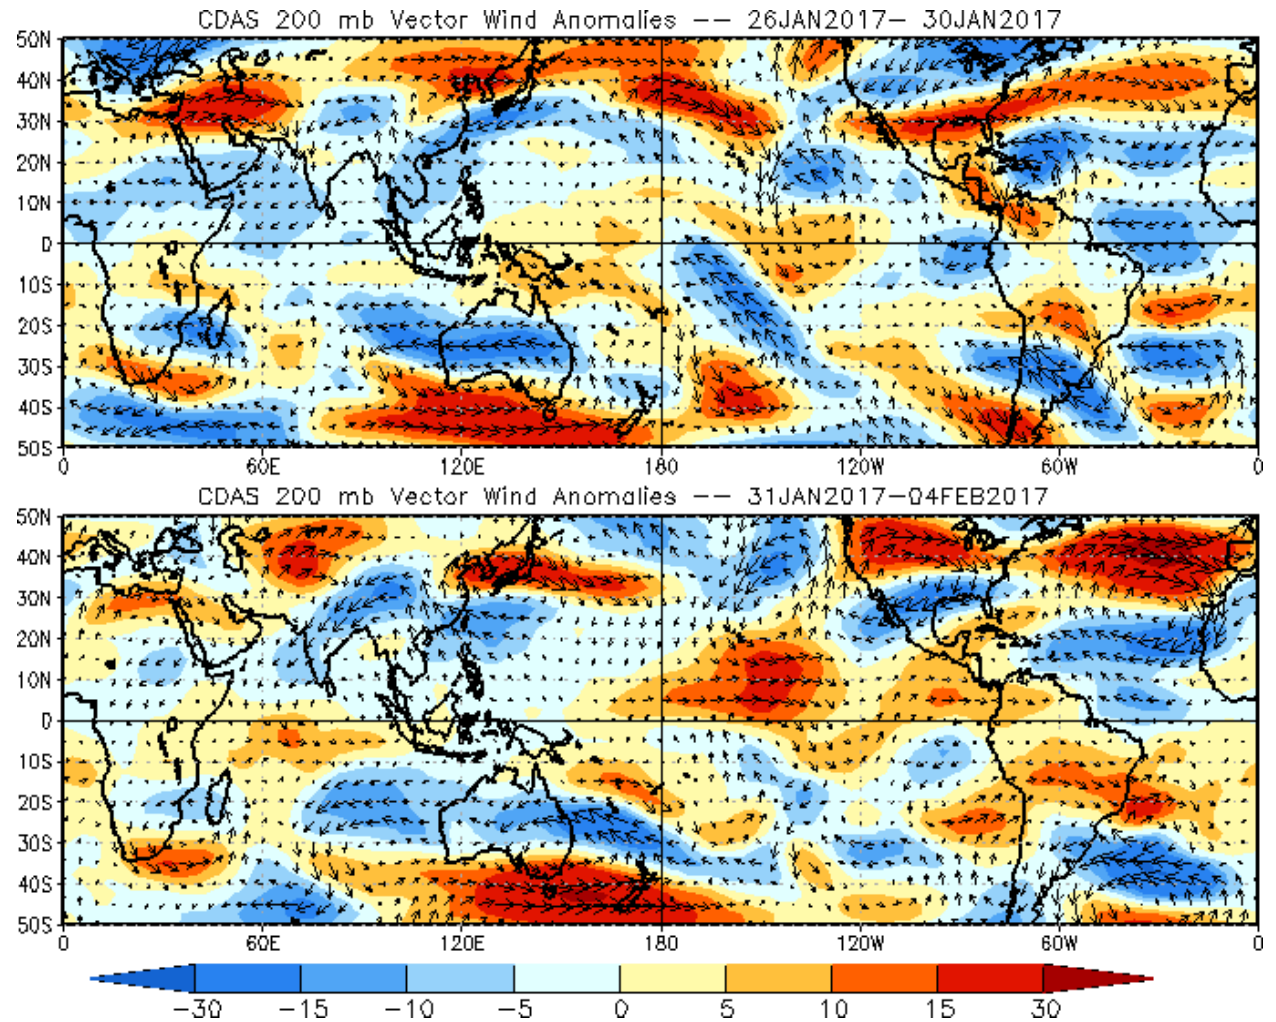 CDAS 200 mb Vector Wind Anomalies -- 26JAN2017- 30JAN2017
50N
40N
30N
20N
10N
0
10S
20S
30S
40S
50S
0 60E 120E 180 120W 60W 0
CDAS 200 mb Vector Wind Anomalies -- 31JAN2017-04FEB2017
50N
40N
30N
20N
10N
0
10S
20S
30S
40S
50S
0 60E 120E 180 120W 60W 0
-30 -15 -10 -5 0 5 10 15 30